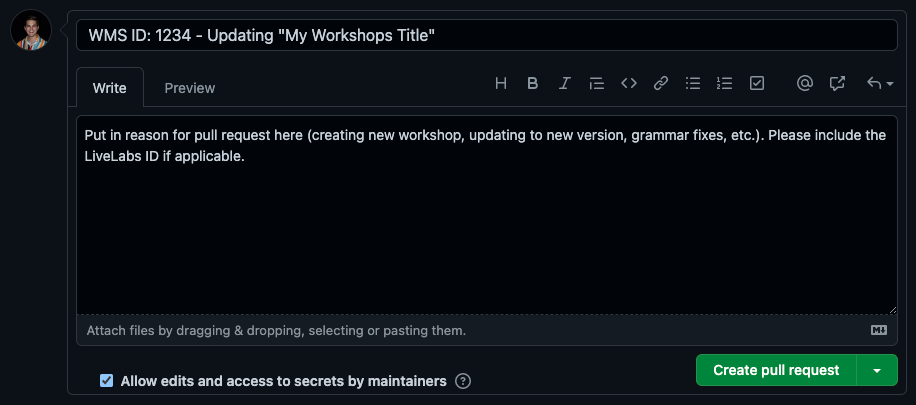 WMS ID: 1234 - Updating "My Workshops Title"
Write Preview H B I @
Put in reason for pull request here (creating new workshop, updating to new version, grammar fixes, etc.). Please include the
LiveLabs ID if applicable.
Attach files by dragging & dropping, selecting or pasting them.
Allow edits and access to secrets by maintainers ?
Create pull request